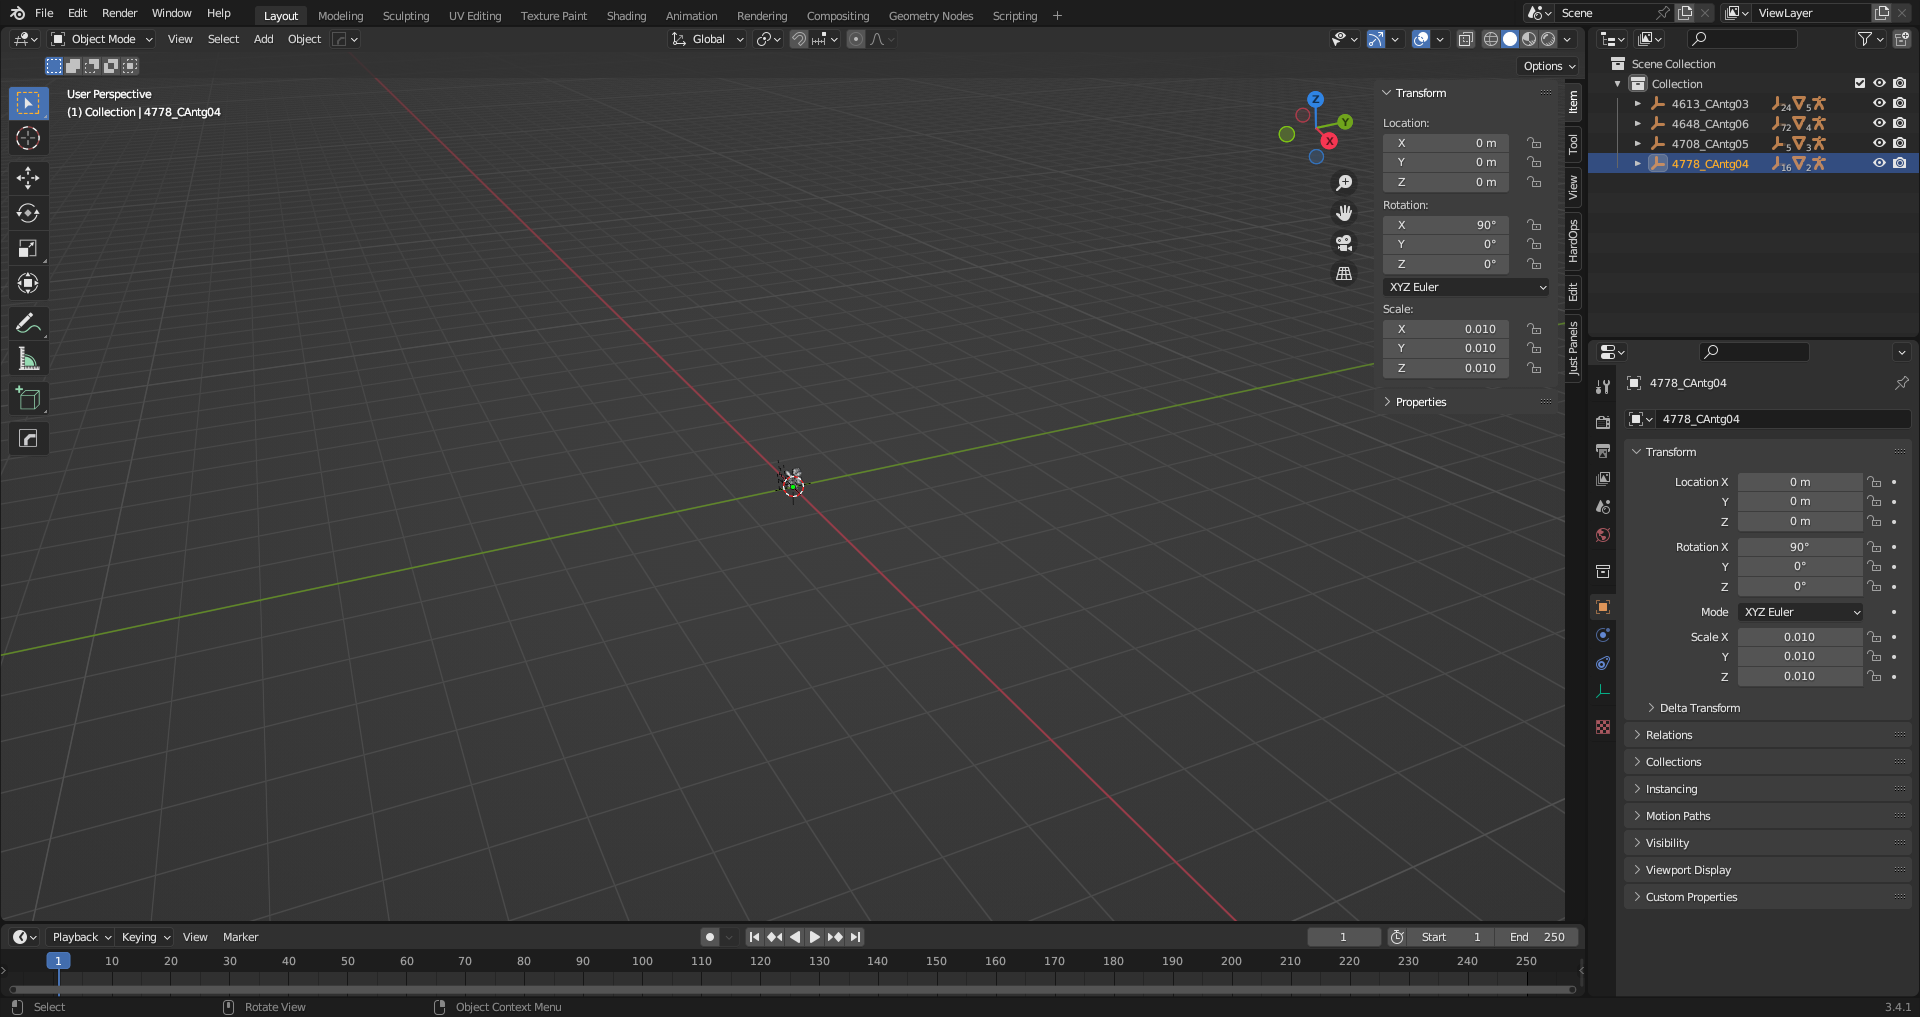 File Edit Render Window Help Layout Modeling Sculpting UV Editing Texture Paint Shading Animation Rendering Compositing Geometry Nodes Scripting + Scene ViewLayer
Object Mode View Select Add Object Global
Options
User Perspective
(1) Collection | 4778_CAntg04
Z
Y
X
Transform
Location:
X 0 m
Y 0 m
Z 0 m
Rotation:
X 90°
Y 0°
Z 0°
XYZ Euler
Scale:
X 0.010
Y 0.010
Z 0.010
Properties
Item
Tool
View
HardOps
Edit
Just Panels
Scene Collection
Collection
4613_CAntg03 24 5
4648_CAntg06 72 4
4708_CAntg05 5 3
4778_CAntg04 16 2
4778_CAntg04
4778_CAntg04
Transform
Location X 0 m
Y 0 m
Z 0 m
Rotation X 90°
Y 0°
Z 0°
Mode XYZ Euler
Scale X 0.010
Y 0.010
Z 0.010
Delta Transform
Relations
Collections
Instancing
Motion Paths
Visibility
Viewport Display
Custom Properties
Playback Keying View Marker 1 Start 1 End 250
1 10 20 30 40 50 60 70 80 90 100 110 120 130 140 150 160 170 180 190 200 210 220 230 240 250
Select Rotate View Object Context Menu 3.4.1